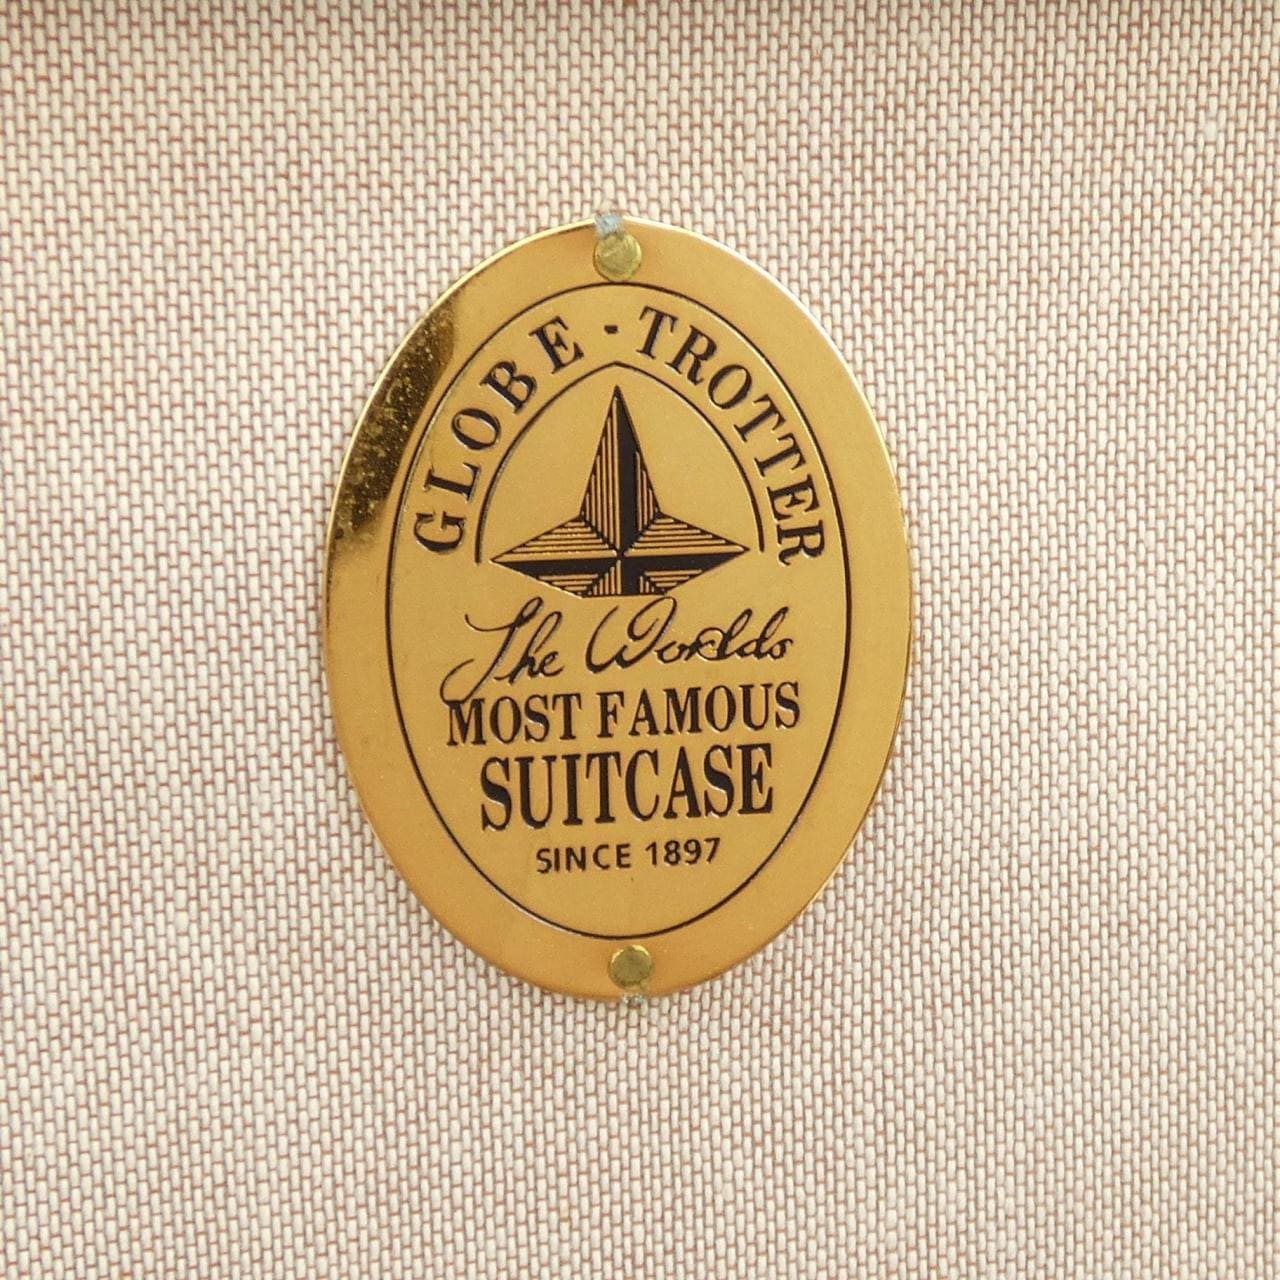 GLOBE-TROTTER
The Worlds
MOST FAMOUS
SUITCASE
SINCE 1897